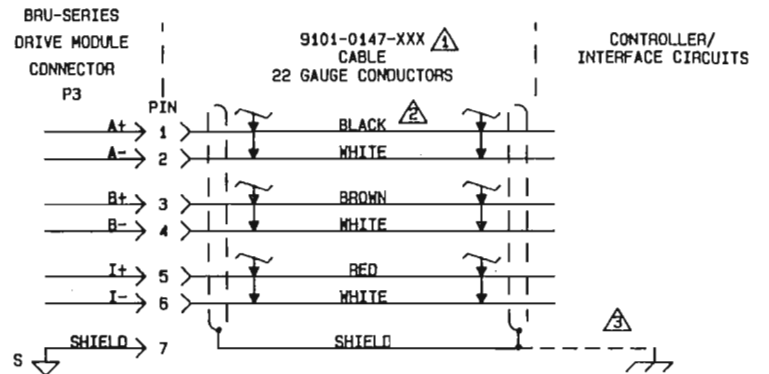 BRU-SERIES
DRIVE MODULE
CONNECTOR
P3
9101-0147-XXX 1
CABLE
22 GAUGE CONDUCTORS
CONTROLLER/
INTERFACE CIRCUITS
PIN
2
A+ 1 BLACK
A- 2 WHITE
B+ 3 BROWN
B- 4 WHITE
I+ 5 RED
I- 6 WHITE
3
SHIELD 7 SHIELD
S